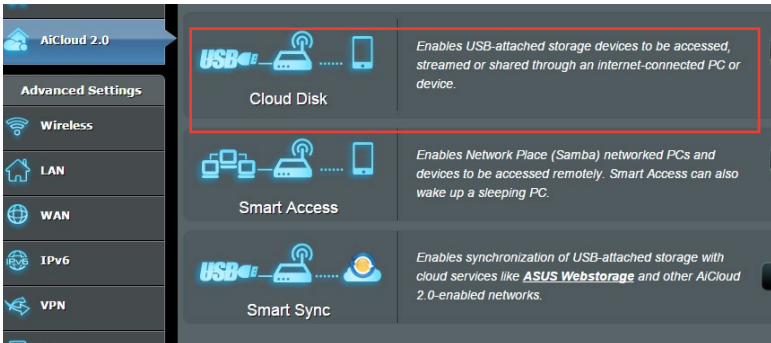 AiCloud 2.0
Advanced Settings
Wireless
LAN
WAN
IPv6
IPv6
VPN
USB
Cloud Disk
Enables USB-attached storage devices to be accessed,
streamed or shared through an internet-connected PC or
device.
Smart Access
Enables Network Place (Samba) networked PCs and
devices to be accessed remotely. Smart Access can also
wake up a sleeping PC.
USB
Smart Sync
Enables synchronization of USB-attached storage with
cloud services like ASUS Webstorage and other AiCloud
2.0-enabled networks.